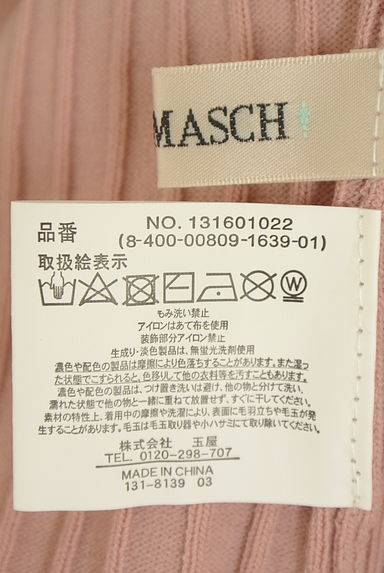 MASCH
品番
NO. 131601022
(8-400-00809-1639-01)
取扱絵表示
W
もみ洗い禁止
アイロンはあて布を使用
装飾部分アイロン禁止
生成り・淡色製品は、無蛍光洗剤使用
濃色や配色の製品は摩擦により色落ちすることがあります。また湿っ
た状態でこすられると、色移りして他の衣料等を汚すこともあります。
濃色や配色の製品は、つけ置き洗いは避け、他の物と分けて洗い、
濡れた状態で他の物と一緒に重ねて放置せず、すぐに干してください。
素材の特性上、着用中の摩擦や洗濯により、表面に毛羽立ちや毛玉が発
生することがあります。毛玉は毛玉取り器や小ハサミにて取り除いてください。
株式会社 玉屋
TEL. 0120-298-707
MADE IN CHINA
131-8139 03